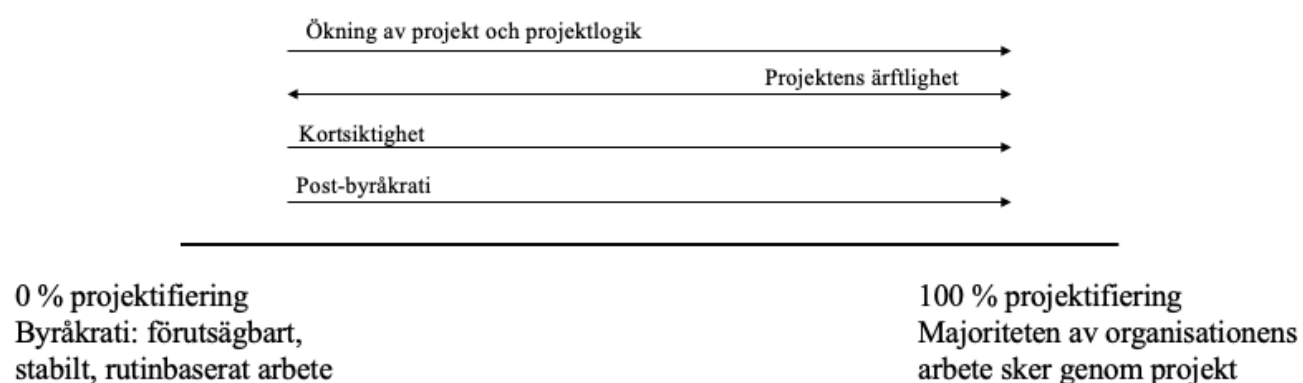 Ökning av projekt och projektlogik
Projektens ärftlighet
Kortsiktighet
Post-byråkrati
0 % projektifiering
Byråkrati: förutsägbart,
stabilt, rutinbaserat arbete
100 % projektifiering
Majoriteten av organisationens
arbete sker genom projekt